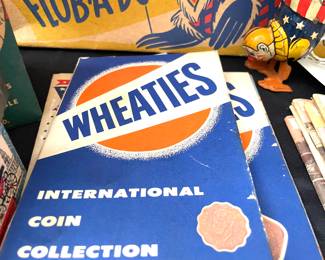 FLUB-A-DU
WHEATIES
INTERNATIONAL
COIN
COLLECTION